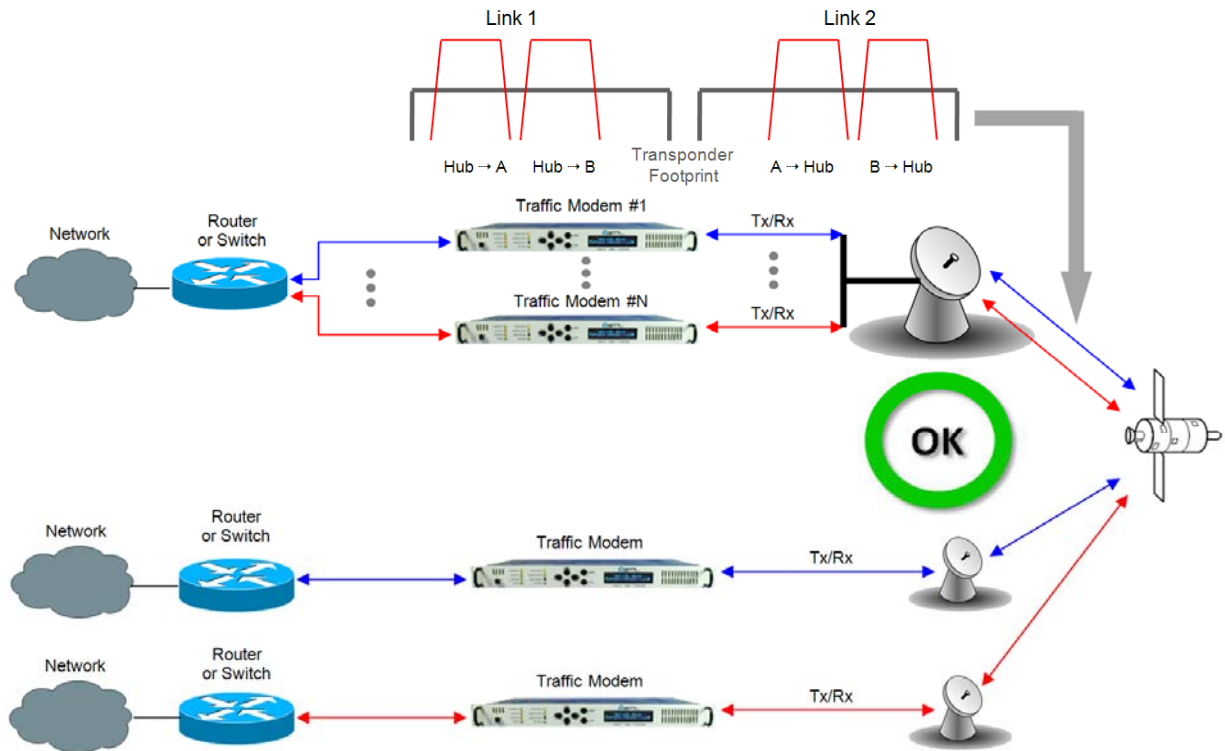 Link 1
Link 2
Hub → A
Hub → B
Transponder
Footprint
A → Hub
B → Hub
Network
Router
or Switch
Traffic Modem #1
Tx/Rx
Traffic Modem #N
Tx/Rx
OK
Network
Router
or Switch
Traffic Modem
Tx/Rx
Network
Router
or Switch
Traffic Modem
Tx/Rx